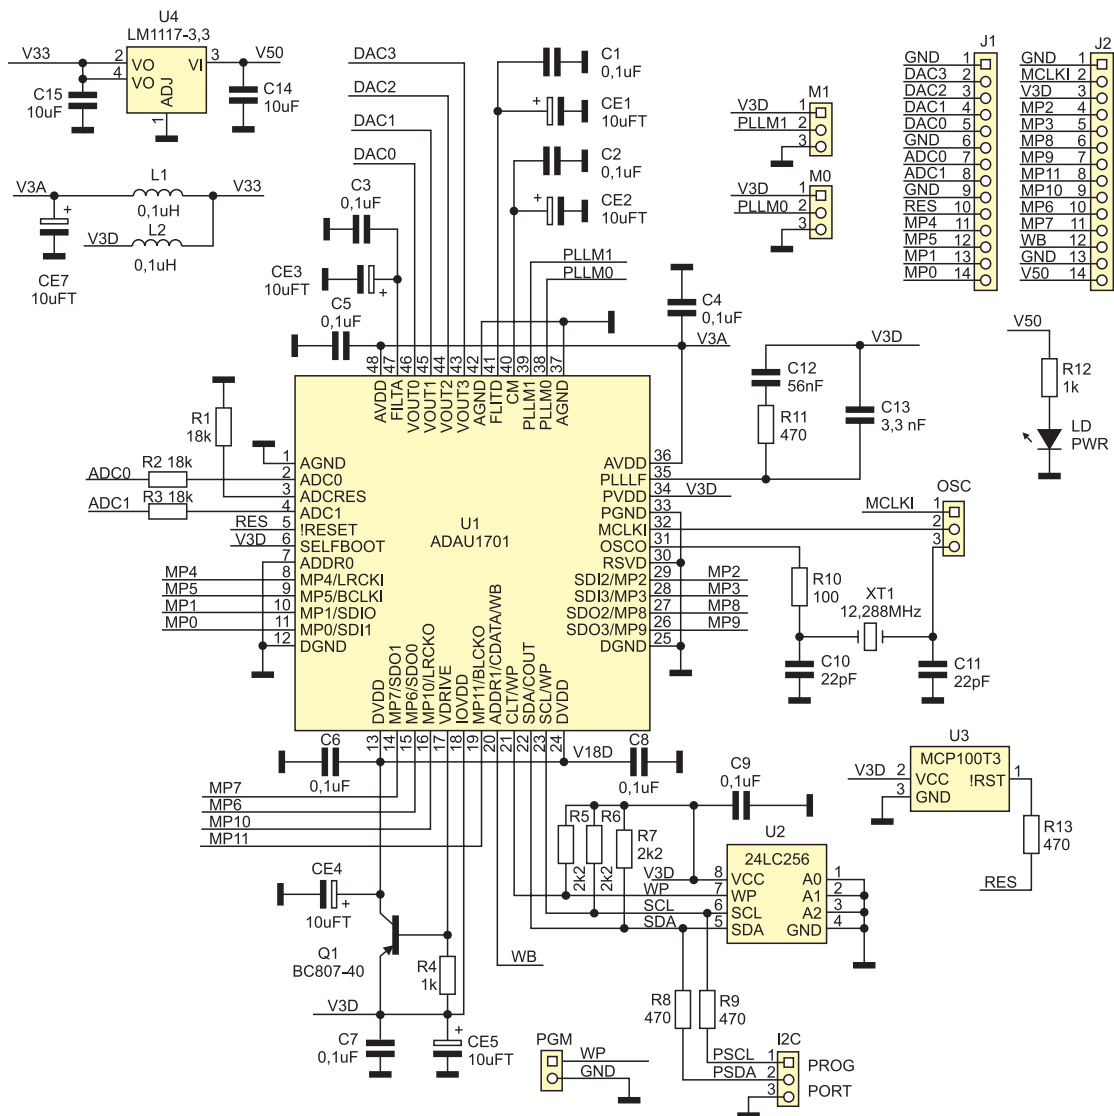 U4
LM1117-3,3
V33
2
VO
VI
3
V50
4
VO
ADJ
1
C15
10uF
C14
10uF
V3A
L1
0,1uH
V33
V3D
L2
0,1uH
+
CE7
10uFT
DAC3
DAC2
DAC1
DAC0
C1
0,1uF
+
CE1
10uFT
C2
0,1uF
+
CE2
10uFT
C3
0,1uF
CE3
10uFT
+
C5
0,1uF
PLLM1
PLLM0
C4
0,1uF
V3A
M1
V3D 1
PLLM1 2
3
M0
V3D 1
PLLM0 2
3
J1
GND 1
DAC3 2
DAC2 3
DAC1 4
DAC0 5
GND 6
ADC0 7
ADC1 8
GND 9
RES 10
MP4 11
MP5 12
MP1 13
MP0 14
J2
GND 1
MCLKI 2
V3D 3
MP2 4
MP3 5
MP8 6
MP9 7
MP11 8
MP10 9
MP6 10
MP7 11
WB 12
GND 13
V50 14
V50
R12
1k
LD
PWR
V3D
C12
56nF
R11
470
C13
3,3 nF
48 AVDD
47 FILTA
46 VOUT0
45 VOUT1
44 VOUT2
43 VOUT3
42 AGND
41 FLITD
40 CM
39 PLLM1
38 PLLM0
37 AGND
R1
18k
ADC0
R2 18k
ADC1
R3 18k
RES
V3D
MP4
MP5
MP1
MP0
1 AGND
2 ADC0
3 ADCRES
4 ADC1
5 !RESET
6 SELFBOOT
7 ADDR0
8 MP4/LRCKI
9 MP5/BCLKI
10 MP1/SDIO
11 MP0/SDI1
12 DGND
U1
ADAU1701
AVDD 36
PLLLF 35
PVDD 34 V3D
PGND 33
MCLKI 32
OSCO 31
RSVD 30
SDI2/MP2 29 MP2
SDI3/MP3 28 MP3
SDO2/MP8 27 MP8
SDO3/MP9 26 MP9
DGND 25
OSC
MCLKI 1
2
3
R10
100
XT1
12,288MHz
C10
22pF
C11
22pF
13 DVDD
14 MP7/SDO1
15 MP6/SDO0
16 MP10/LRCKO
17 VDRIVE
18 IOVDD
19 MP11/BLCKO
20 ADDR1/CDATA/WB
21 CLT/WP
22 SDA/COUT
23 SCL/WP
24 DVDD
C6
0,1uF
V18D
C8
0,1uF
MP7
MP6
MP10
MP11
CE4
10uFT
+
Q1
BC807-40
R4
1k
WB
V3D
C7
0,1uF
+
CE5
10uFT
C9
0,1uF
R5
2k2
R6
2k2
R7
2k2
U2
24LC256
V3D 8 VCC
WP 7 WP
SCL 6 SCL
SDA 5 SDA
A0 1
A1 2
A2 3
GND 4
U3
MCP100T3
V3D 2 VCC
3 GND
!RST 1
R13
470
RES
R8
470
R9
470
PGM
WP
GND
I2C
PSCL 1
PSDA 2
3
PROG
PORT